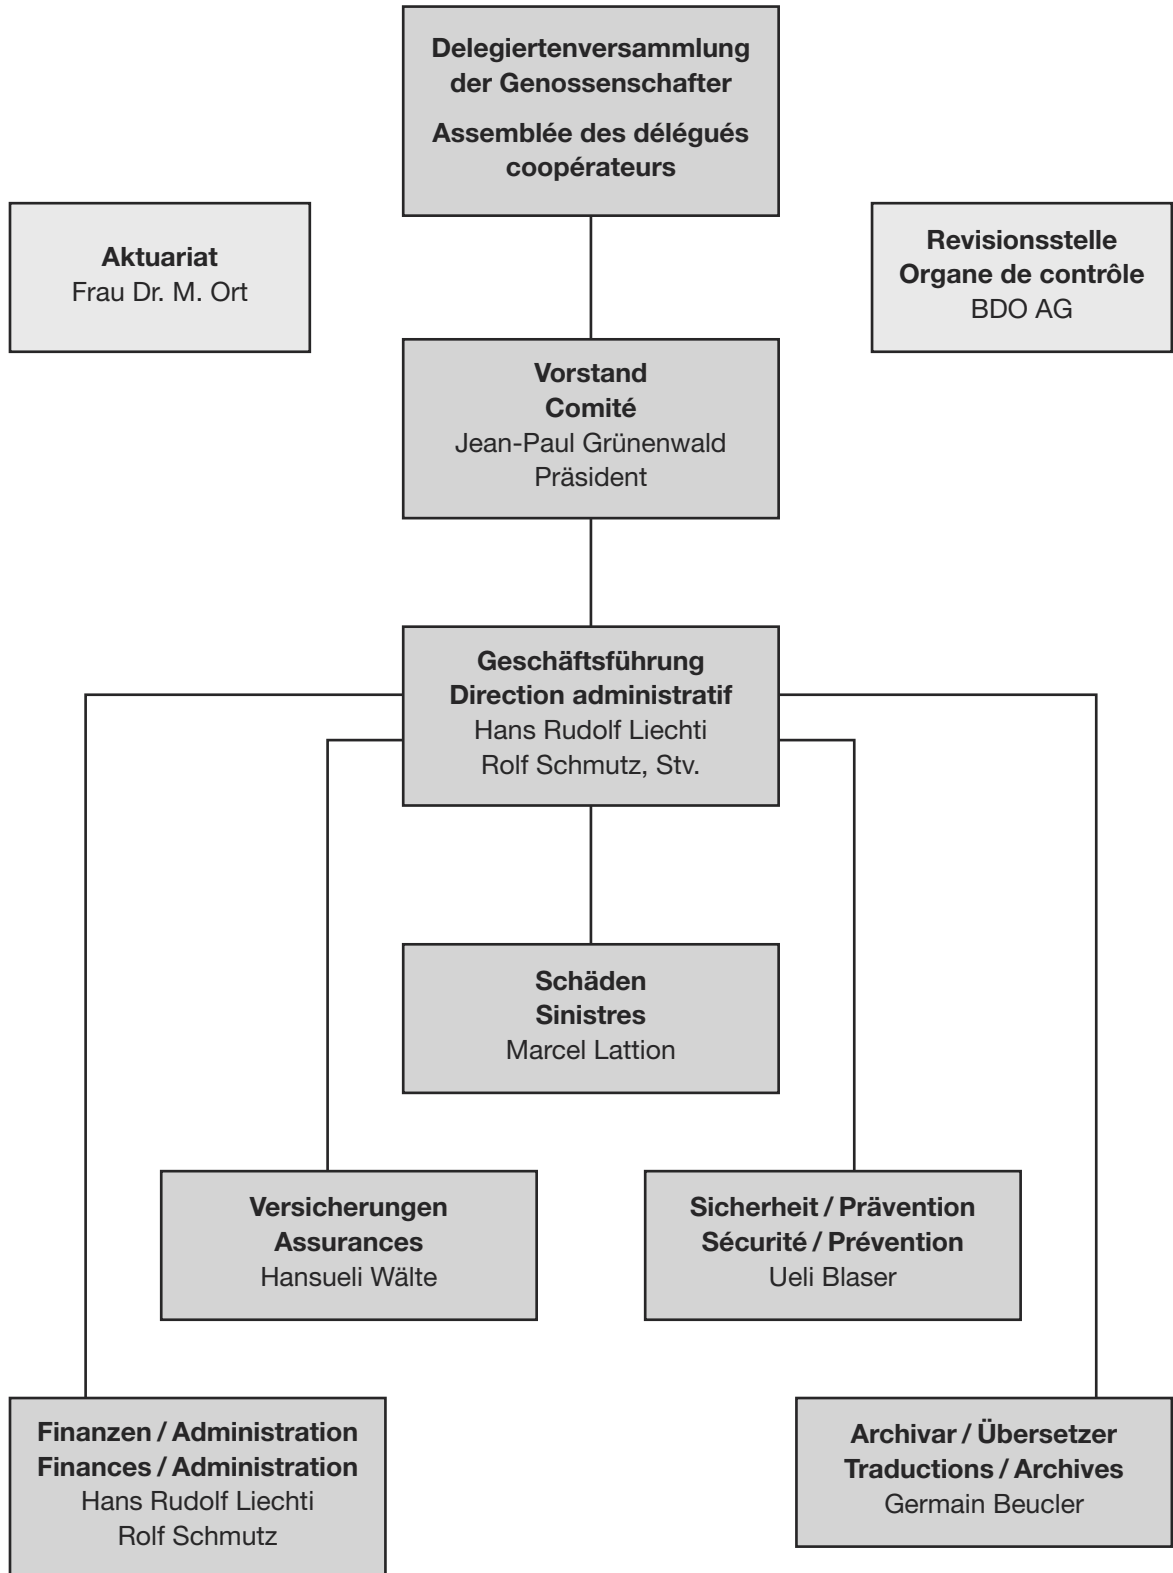 Delegiertenversammlung
der Genossenschafter
Assemblée des délégués
coopérateurs
Aktuariat
Frau Dr. M. Ort
Revisionsstelle
Organe de contrôle
BDO AG
Vorstand
Comité
Jean-Paul Grünenwald
Präsident
Geschäftsführung
Direction administratif
Hans Rudolf Liechti
Rolf Schmutz, Stv.
Schäden
Sinistres
Marcel Lattion
Versicherungen
Assurances
Hansueli Wälte
Sicherheit / Prävention
Sécurité / Prévention
Ueli Blaser
Finanzen / Administration
Finances / Administration
Hans Rudolf Liechti
Rolf Schmutz
Archivar / Übersetzer
Traductions / Archives
Germain Beucler